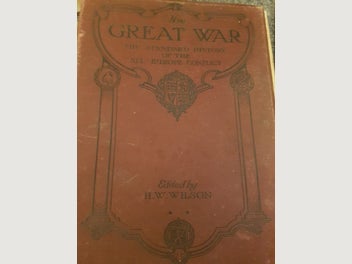 The
GREAT WAR
THE STANDARD HISTORY
OF THE
ALL EUROPE CONFLICT
Edited by
H.W. WILSON